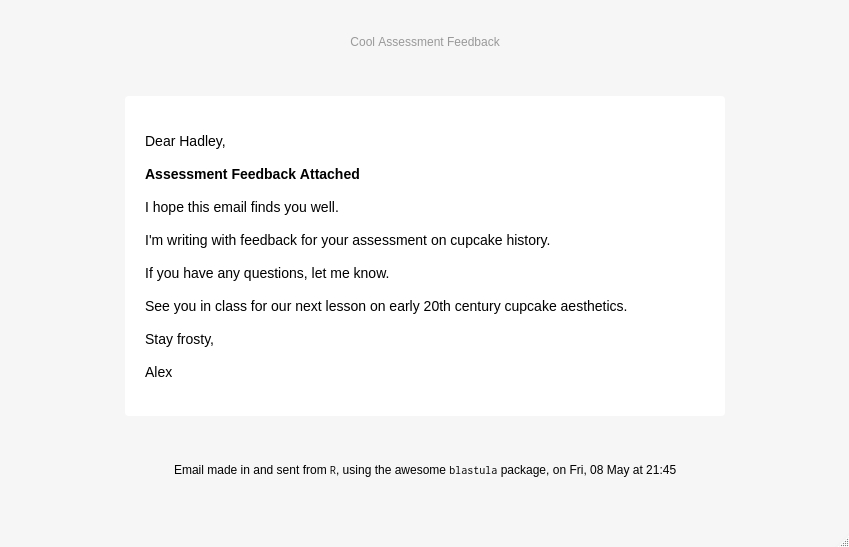 Cool Assessment Feedback
Dear Hadley,
Assessment Feedback Attached
I hope this email finds you well.
I'm writing with feedback for your assessment on cupcake history.
If you have any questions, let me know.
See you in class for our next lesson on early 20th century cupcake aesthetics.
Stay frosty,
Alex
Email made in and sent from R, using the awesome blastula package, on Fri, 08 May at 21:45